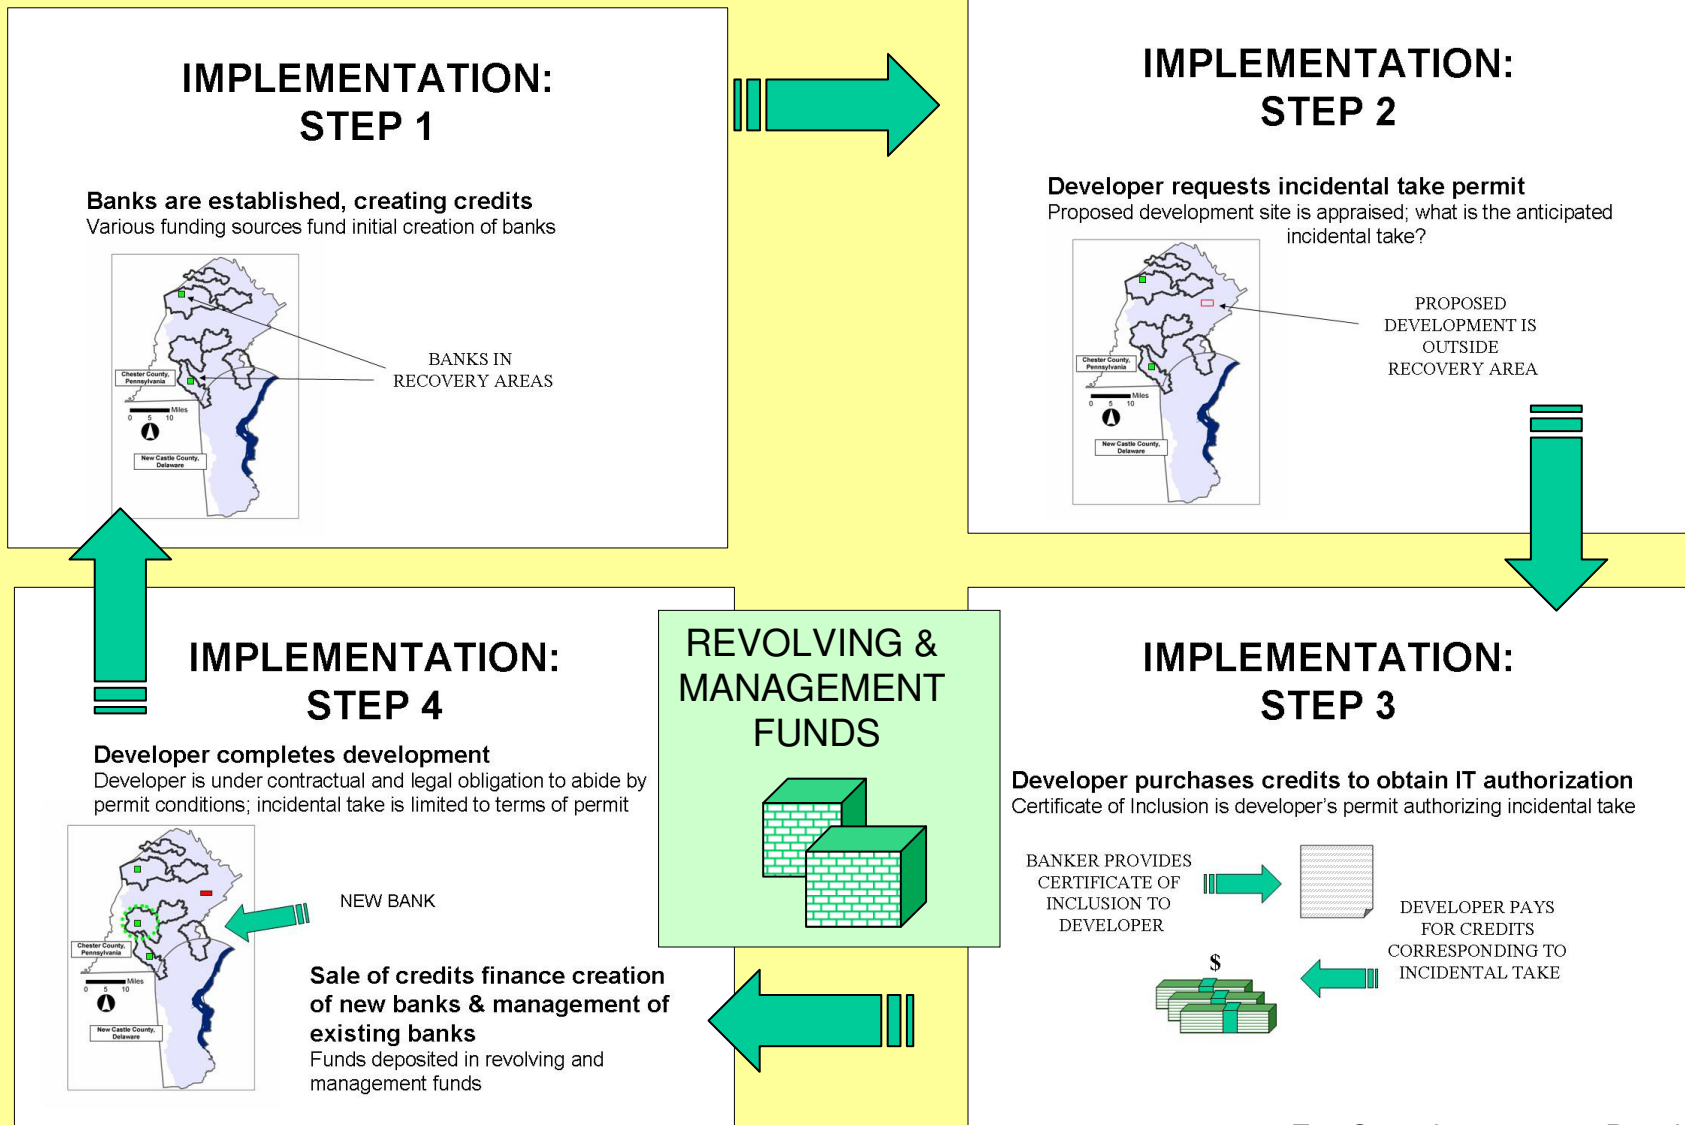 IMPLEMENTATION:
STEP 1
Banks are established, creating credits
Various funding sources fund initial creation of banks
BANKS IN
RECOVERY AREAS
Chester County,
Pennsylvania
Miles
0 5 10
New Castle County,
Delaware
IMPLEMENTATION:
STEP 2
Developer requests incidental take permit
Proposed development site is appraised; what is the anticipated
incidental take?
PROPOSED
DEVELOPMENT IS
OUTSIDE
RECOVERY AREA
Chester County,
Pennsylvania
Miles
0 5 10
New Castle County,
Delaware
IMPLEMENTATION:
STEP 3
Developer purchases credits to obtain IT authorization
Certificate of Inclusion is developer's permit authorizing incidental take
BANKER PROVIDES
CERTIFICATE OF
INCLUSION TO
DEVELOPER
DEVELOPER PAYS
FOR CREDITS
CORRESPONDING TO
INCIDENTAL TAKE
$
IMPLEMENTATION:
STEP 4
Developer completes development
Developer is under contractual and legal obligation to abide by
permit conditions; incidental take is limited to terms of permit
NEW BANK
Chester County,
Pennsylvania
Miles
0 5 10
New Castle County,
Delaware
Sale of credits finance creation
of new banks & management of
existing banks
Funds deposited in revolving and
management funds
REVOLVING &
MANAGEMENT
FUNDS